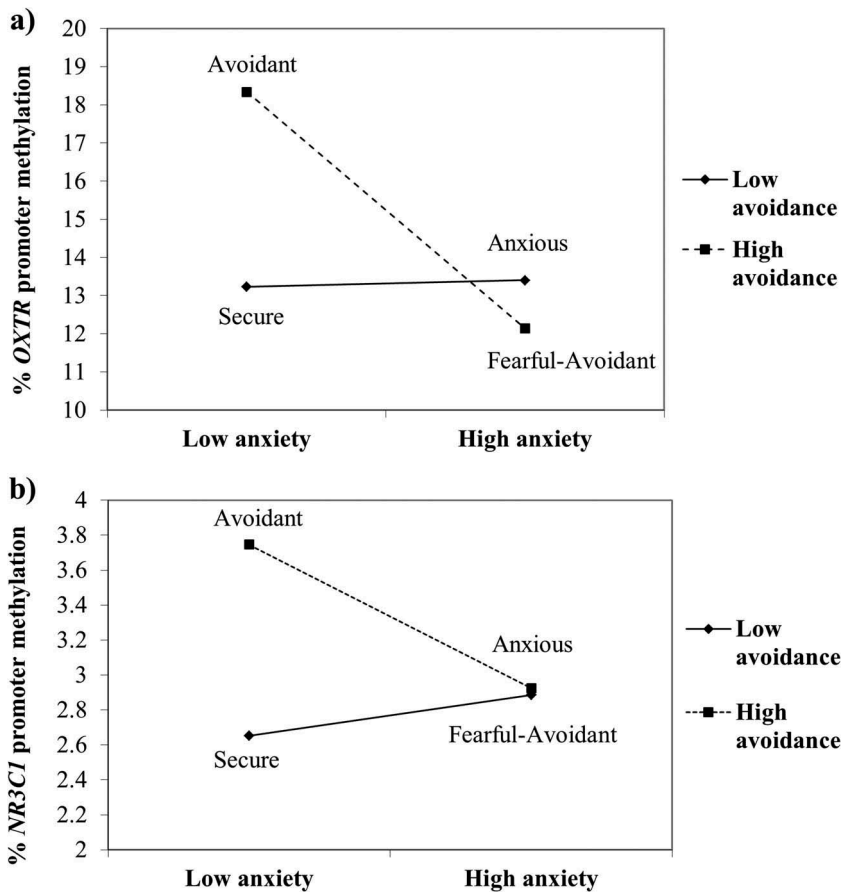 a)
% OXTR promoter methylation
20
19
18
17
16
15
14
13
12
11
10
Avoidant
Anxious
Secure
Fearful-Avoidant
Low anxiety
High anxiety
Low
avoidance
High
avoidance
b)
% NR3C1 promoter methylation
4
3.8
3.6
3.4
3.2
3
2.8
2.6
2.4
2.2
2
Avoidant
Anxious
Fearful-Avoidant
Secure
Low anxiety
High anxiety
Low
avoidance
High
avoidance